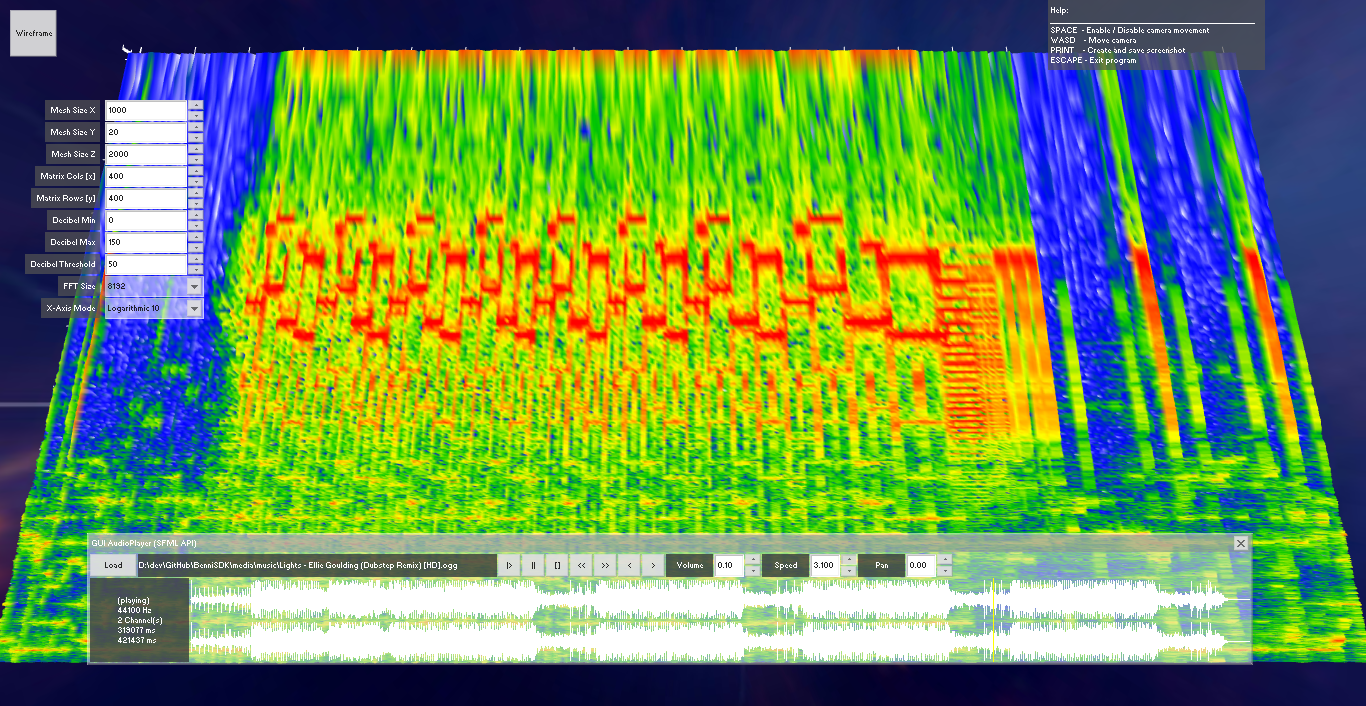 Wireframe
Help:
SPACE - Enable / Disable camera movement
WASD - Move camera
PRINT - Create and save screenshot
ESCAPE - Exit program
Mesh Size X 1000
Mesh Size Y 20
Mesh Size Z 2000
Matrix Cols [x] 400
Matrix Rows [y] 400
Decibel Min 0
Decibel Max 150
Decibel Threshold 50
FFT Size 8192
X-Axis Mode Logarithmic 10
GUI AudioPlayer (SFML API)
Load D:\dev\GitHub\BenniSDK\media\music\Lights - Ellie Goulding (Dubstep Remix) [HD].ogg |> || [] << >> < > Volume 0.10 Speed 3.100 Pan 0.00
(playing)
44100 Hz
2 Channel(s)
319077 ms
421437 ms